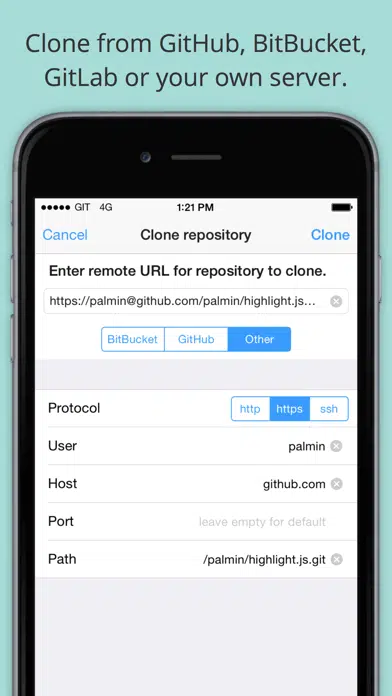 Clone from GitHub, BitBucket,
GitLab or your own server.
GIT 4G 1:21 PM
Cancel Clone repository Clone
Enter remote URL for repository to clone.
https://palmin@github.com/palmin/highlight.js…
BitBucket GitHub Other
Protocol http https ssh
User palmin
Host github.com
Port leave empty for default
Path /palmin/highlight.js.git